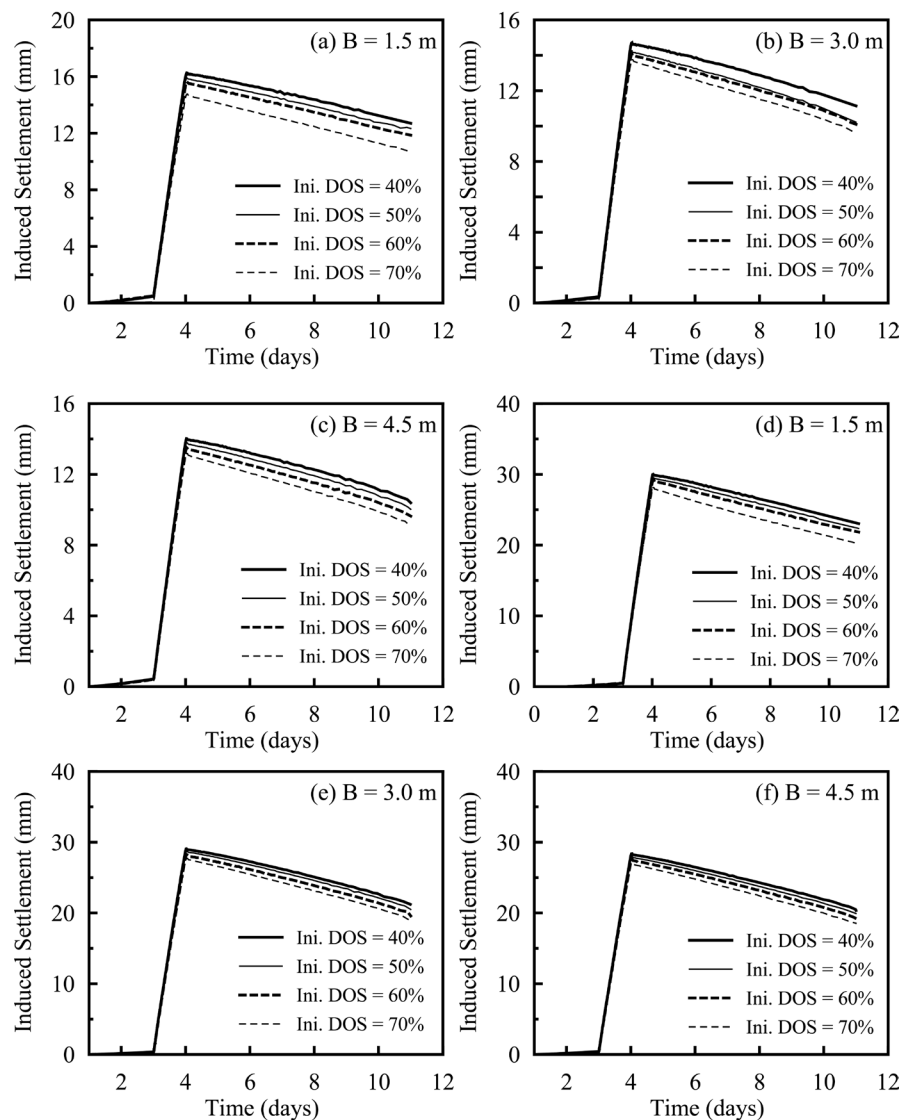 20
16
12
8
4
0
Induced Settlement (mm)
(a) B = 1.5 m
Ini. DOS = 40%
Ini. DOS = 50%
Ini. DOS = 60%
Ini. DOS = 70%
2 4 6 8 10 12
Time (days)
16
12
8
4
0
Induced Settlement (mm)
(b) B = 3.0 m
Ini. DOS = 40%
Ini. DOS = 50%
Ini. DOS = 60%
Ini. DOS = 70%
2 4 6 8 10 12
Time (days)
16
12
8
4
0
Induced Settlement (mm)
(c) B = 4.5 m
Ini. DOS = 40%
Ini. DOS = 50%
Ini. DOS = 60%
Ini. DOS = 70%
2 4 6 8 10 12
Time (days)
40
30
20
10
0
Induced Settlement (mm)
(d) B = 1.5 m
Ini. DOS = 40%
Ini. DOS = 50%
Ini. DOS = 60%
Ini. DOS = 70%
0 2 4 6 8 10 12
Time (days)
40
30
20
10
0
Induced Settlement (mm)
(e) B = 3.0 m
Ini. DOS = 40%
Ini. DOS = 50%
Ini. DOS = 60%
Ini. DOS = 70%
2 4 6 8 10 12
Time (days)
40
30
20
10
0
Induced Settlement (mm)
(f) B = 4.5 m
Ini. DOS = 40%
Ini. DOS = 50%
Ini. DOS = 60%
Ini. DOS = 70%
2 4 6 8 10 12
Time (days)